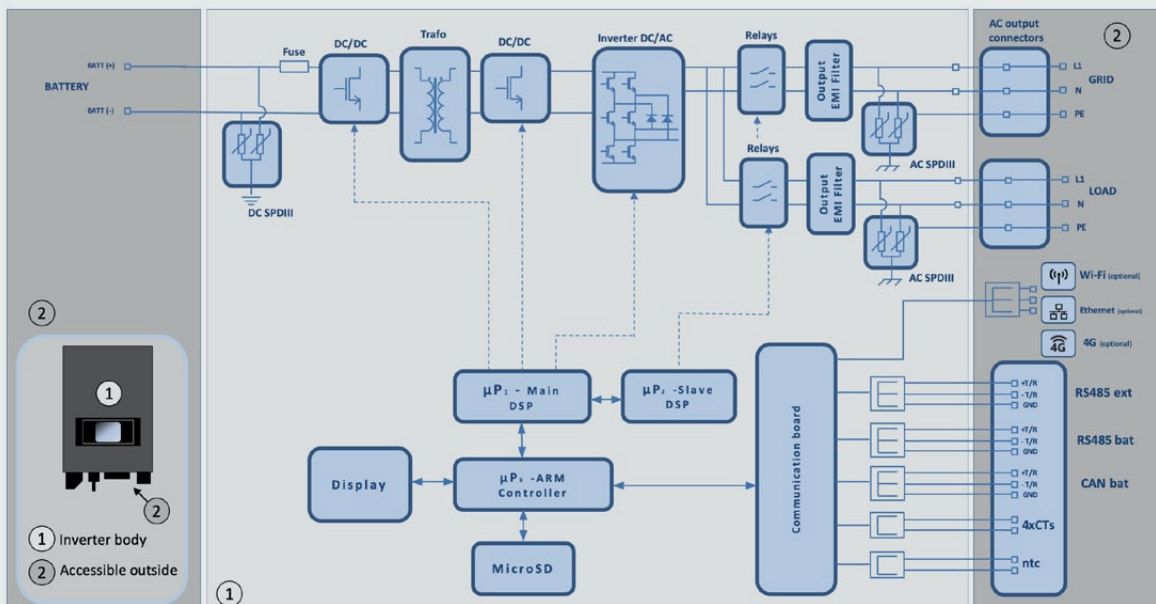 BATTERY
BATT (+)
BATT (-)
Fuse
DC SPDIII
DC/DC
Trafo
DC/DC
Inverter DC/AC
Relays
Output
EMI Filter
AC SPDIII
Relays
Output
EMI Filter
AC SPDIII
AC output
connectors
2
L1
GRID
N
PE
L1
LOAD
N
PE
Wi-Fi (optional)
Ethernet (optional)
4G
4G (optional)
µP₁ - Main
DSP
µP₂ -Slave
DSP
µP₃ -ARM
Controller
Display
MicroSD
Communication board
+T/R
- T/R
GND
RS485 ext
+T/R
- T/R
GND
RS485 bat
+T/R
- T/R
GND
CAN bat
4xCTs
ntc
2
1
2
1 Inverter body
2 Accessible outside
1